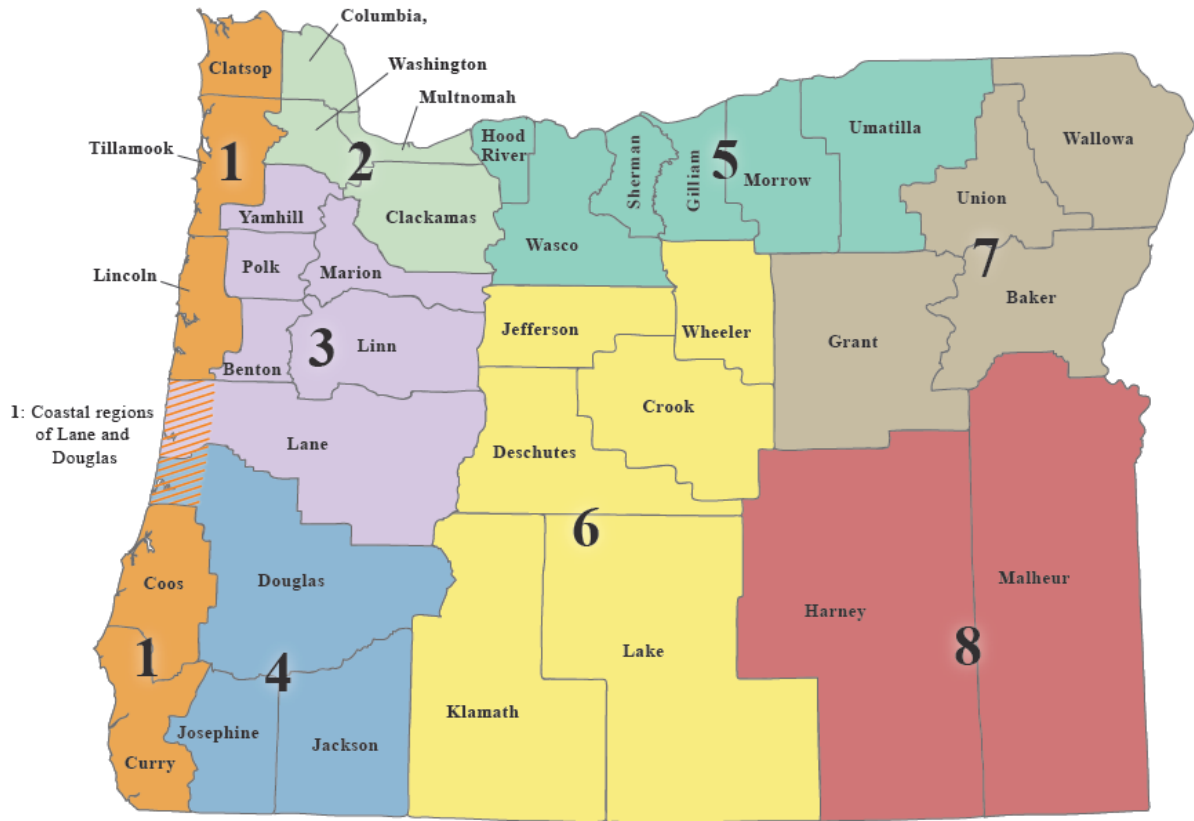 Columbia,
Clatsop
Washington
Multnomah
Tillamook
1
2
Hood
River
Sherman
Gilliam
5
Morrow
Umatilla
Wallowa
Union
Yamhill
Clackamas
Wasco
7
Lincoln
Polk
Marion
Baker
Jefferson
Wheeler
Grant
3
Linn
Benton
1: Coastal regions
of Lane and
Douglas
Crook
Lane
Deschutes
6
Coos
Douglas
Malheur
Harney
1
4
Lake
8
Klamath
Josephine
Jackson
Curry